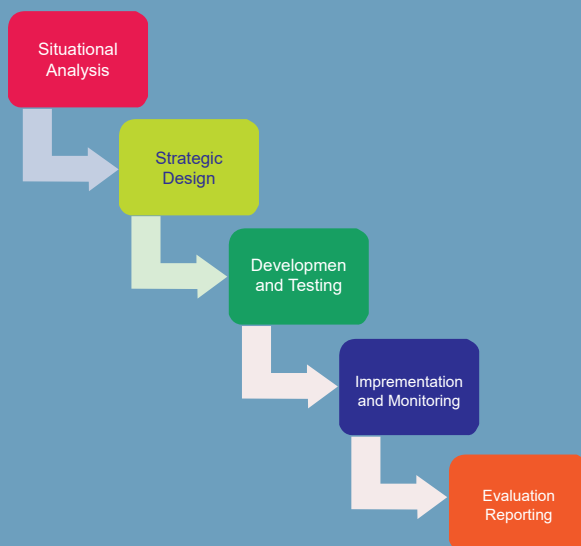 Situational
Analysis
Strategic
Design
Developmen
and Testing
Imprementation
and Monitoring
Evaluation
Reporting